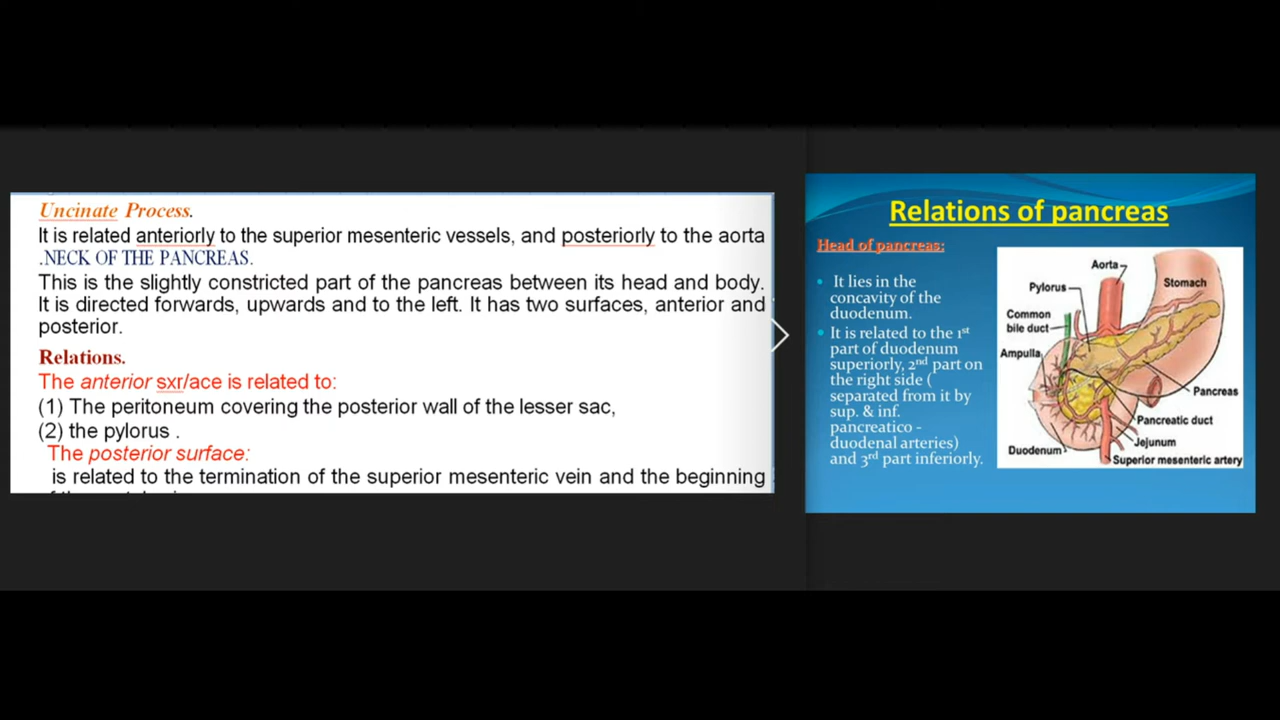 Uncinate Process.
It is related anteriorly to the superior mesenteric vessels, and posteriorly to the aorta
.NECK OF THE PANCREAS.
This is the slightly constricted part of the pancreas between its head and body.
It is directed forwards, upwards and to the left. It has two surfaces, anterior and
posterior.
Relations.
The anterior sxr/ace is related to:
(1) The peritoneum covering the posterior wall of the lesser sac,
(2) the pylorus .
The posterior surface:
is related to the termination of the superior mesenteric vein and the beginning
Relations of pancreas
Head of pancreas:
• It lies in the
concavity of the
duodenum.
• It is related to the 1st
part of duodenum
superiorly, 2nd part on
the right side (
separated from it by
sup. & inf.
pancreatico -
duodenal arteries)
and 3rd part inferiorly.
Aorta
Stomach
Pylorus
Common
bile duct
Ampulla
Pancreas
Pancreatic duct
Jejunum
Duodenum
Superior mesenteric artery